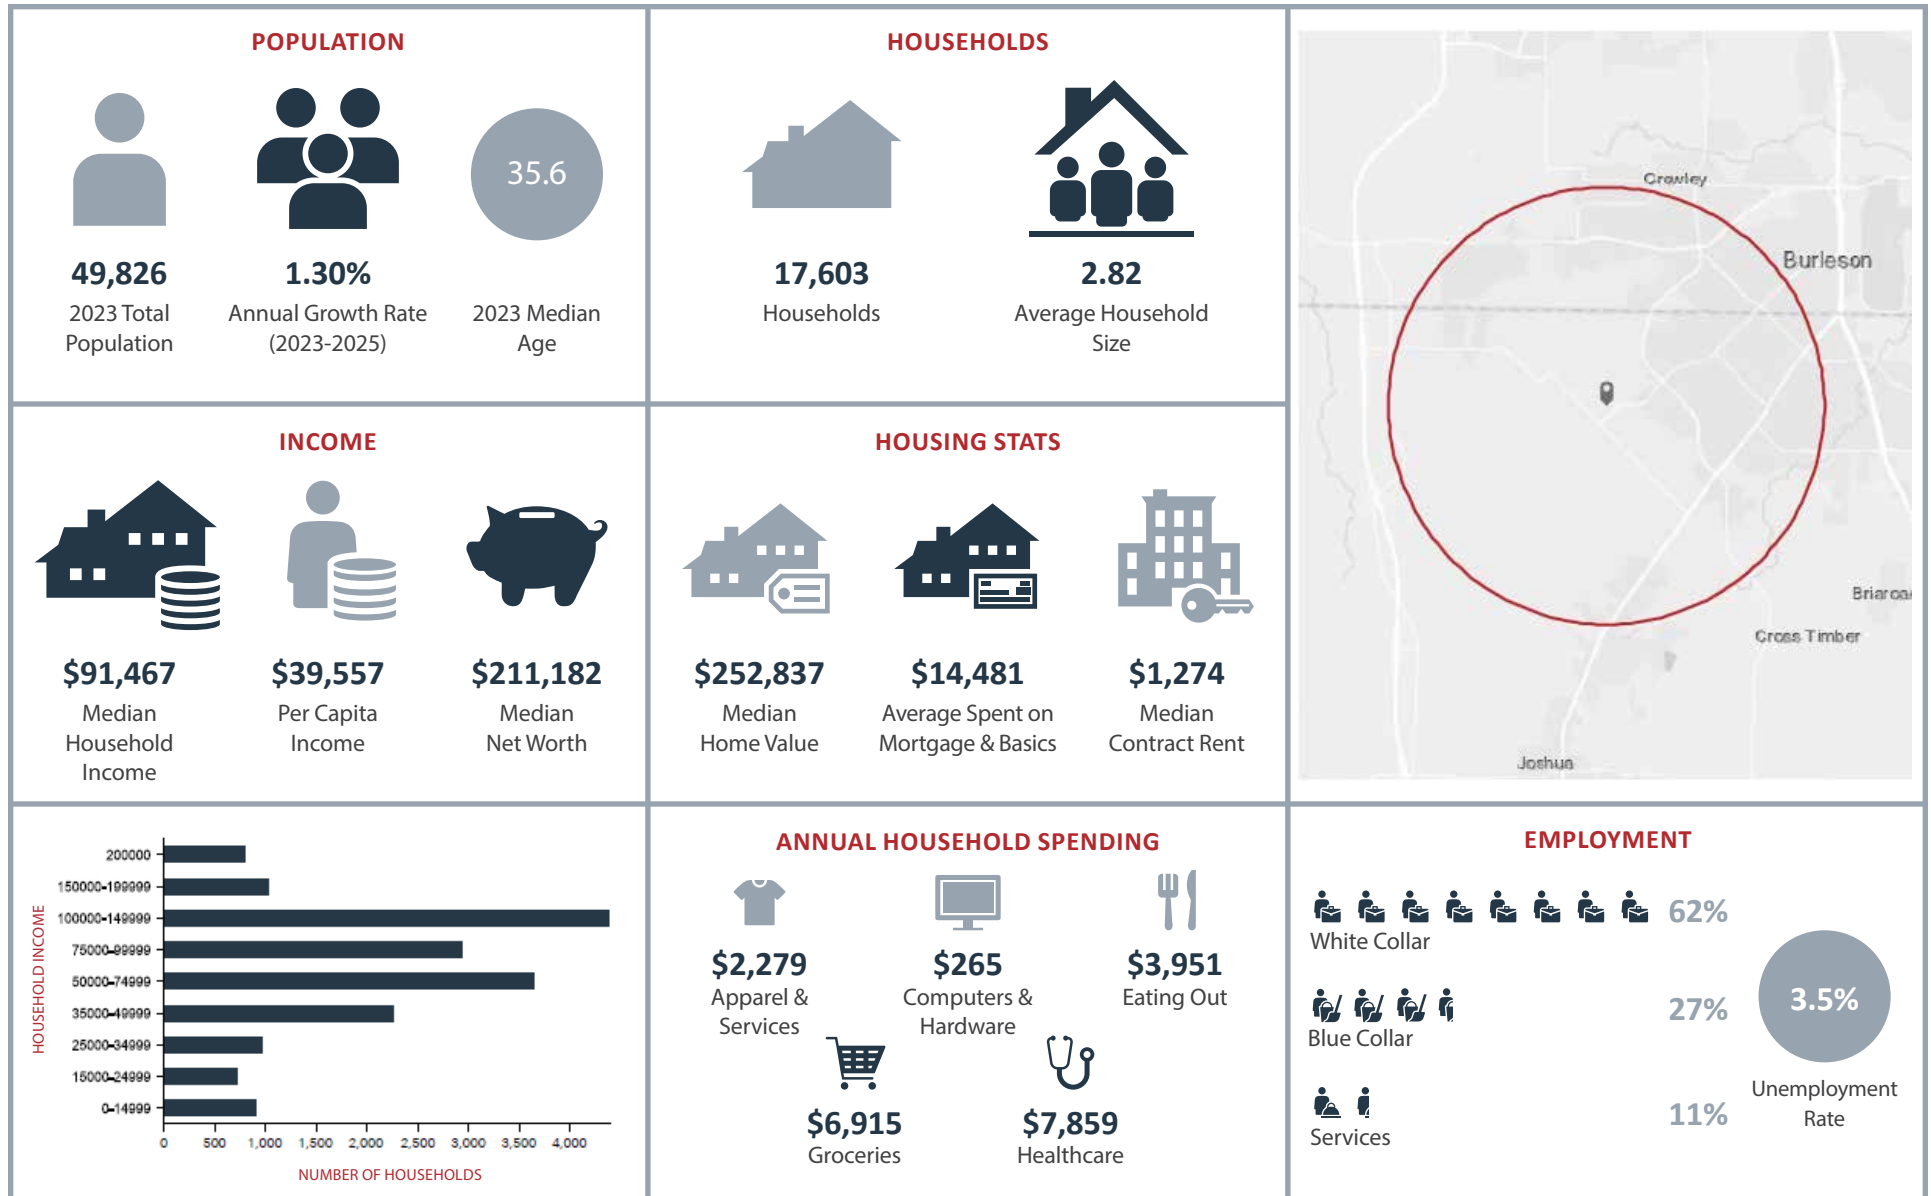 POPULATION
35.6
49,826
2023 Total
Population
1.30%
Annual Growth Rate
(2023-2025)
2023 Median
Age
HOUSEHOLDS
17,603
Households
2.82
Average Household
Size
Crowley
Burleson
Cross Timber
Joshua
INCOME
$91,467
Median
Household
Income
$39,557
Per Capita
Income
$211,182
Median
Net Worth
HOUSING STATS
$252,837
Median
Home Value
$14,481
Average Spent on
Mortgage & Basics
$1,274
Median
Contract Rent
HOUSEHOLD INCOME
200000
150000-199999
100000-149999
75000-99999
50000-74999
35000-49999
25000-34999
15000-24999
0-14999
0 500 1,000 1,500 2,000 2,500 3,000 3,500 4,000
NUMBER OF HOUSEHOLDS
ANNUAL HOUSEHOLD SPENDING
$2,279
Apparel &
Services
$265
Computers &
Hardware
$3,951
Eating Out
$6,915
Groceries
$7,859
Healthcare
EMPLOYMENT
62%
White Collar
27%
Blue Collar
11%
Services
3.5%
Unemployment
Rate